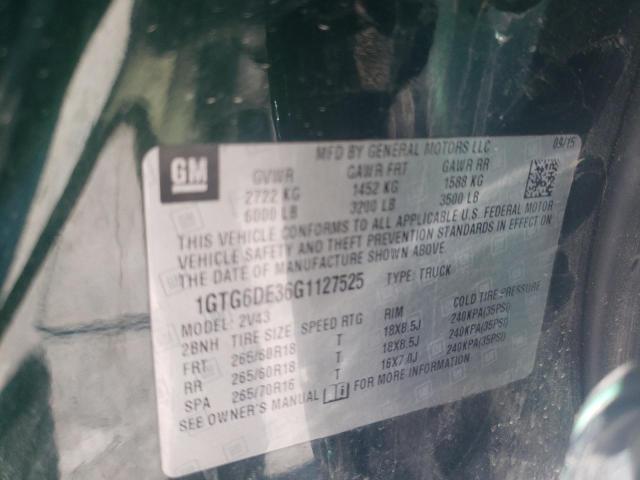 GM
MFD BY GENERAL MOTORS LLC 09/15
GVWR GAWR FRT GAWR RR
2722 KG 1452 KG 1588 KG
6000 LB 3200 LB 3500 LB
THIS VEHICLE CONFORMS TO ALL APPLICABLE U.S. FEDERAL MOTOR
VEHICLE SAFETY AND THEFT PREVENTION STANDARDS IN EFFECT ON
THE DATE OF MANUFACTURE SHOWN ABOVE.
1GTG6DE36G1127525 TYPE: TRUCK
MODEL: 2V43
2BNH TIRE SIZE SPEED RTG RIM COLD TIRE PRESSURE
FRT 265/60R18 T 18X8.5J 240KPA(35PSI)
RR 265/60R18 T 18X8.5J 240KPA(35PSI)
SPA 265/70R16 T 16X7.0J 240KPA(35PSI)
SEE OWNER'S MANUAL FOR MORE INFORMATION